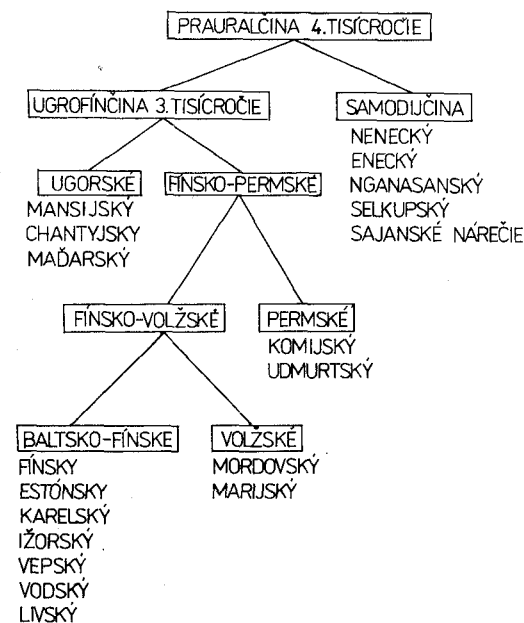 PRAURALČINA 4.TISÍCROČIE
UGROFÍNČINA 3.TISÍCROČIE
SAMODIJČINA
NENECKÝ
ENECKÝ
NGANASANSKÝ
SELKUPSKÝ
SAJANSKÉ NÁREČIE
UGORSKÉ
MANSIJSKÝ
CHANTYJSKY
MAĎARSKÝ
FÍNSKO-PERMSKÉ
FÍNSKO-VOLŽSKÉ
PERMSKÉ
KOMIJSKÝ
UDMURTSKÝ
BALTSKO-FÍNSKE
FÍNSKY
ESTÓNSKY
KARELSKÝ
IŽORSKÝ
VEPSKÝ
VODSKÝ
LIVSKÝ
VOLŽSKÉ
MORDOVSKÝ
MARIJSKÝ